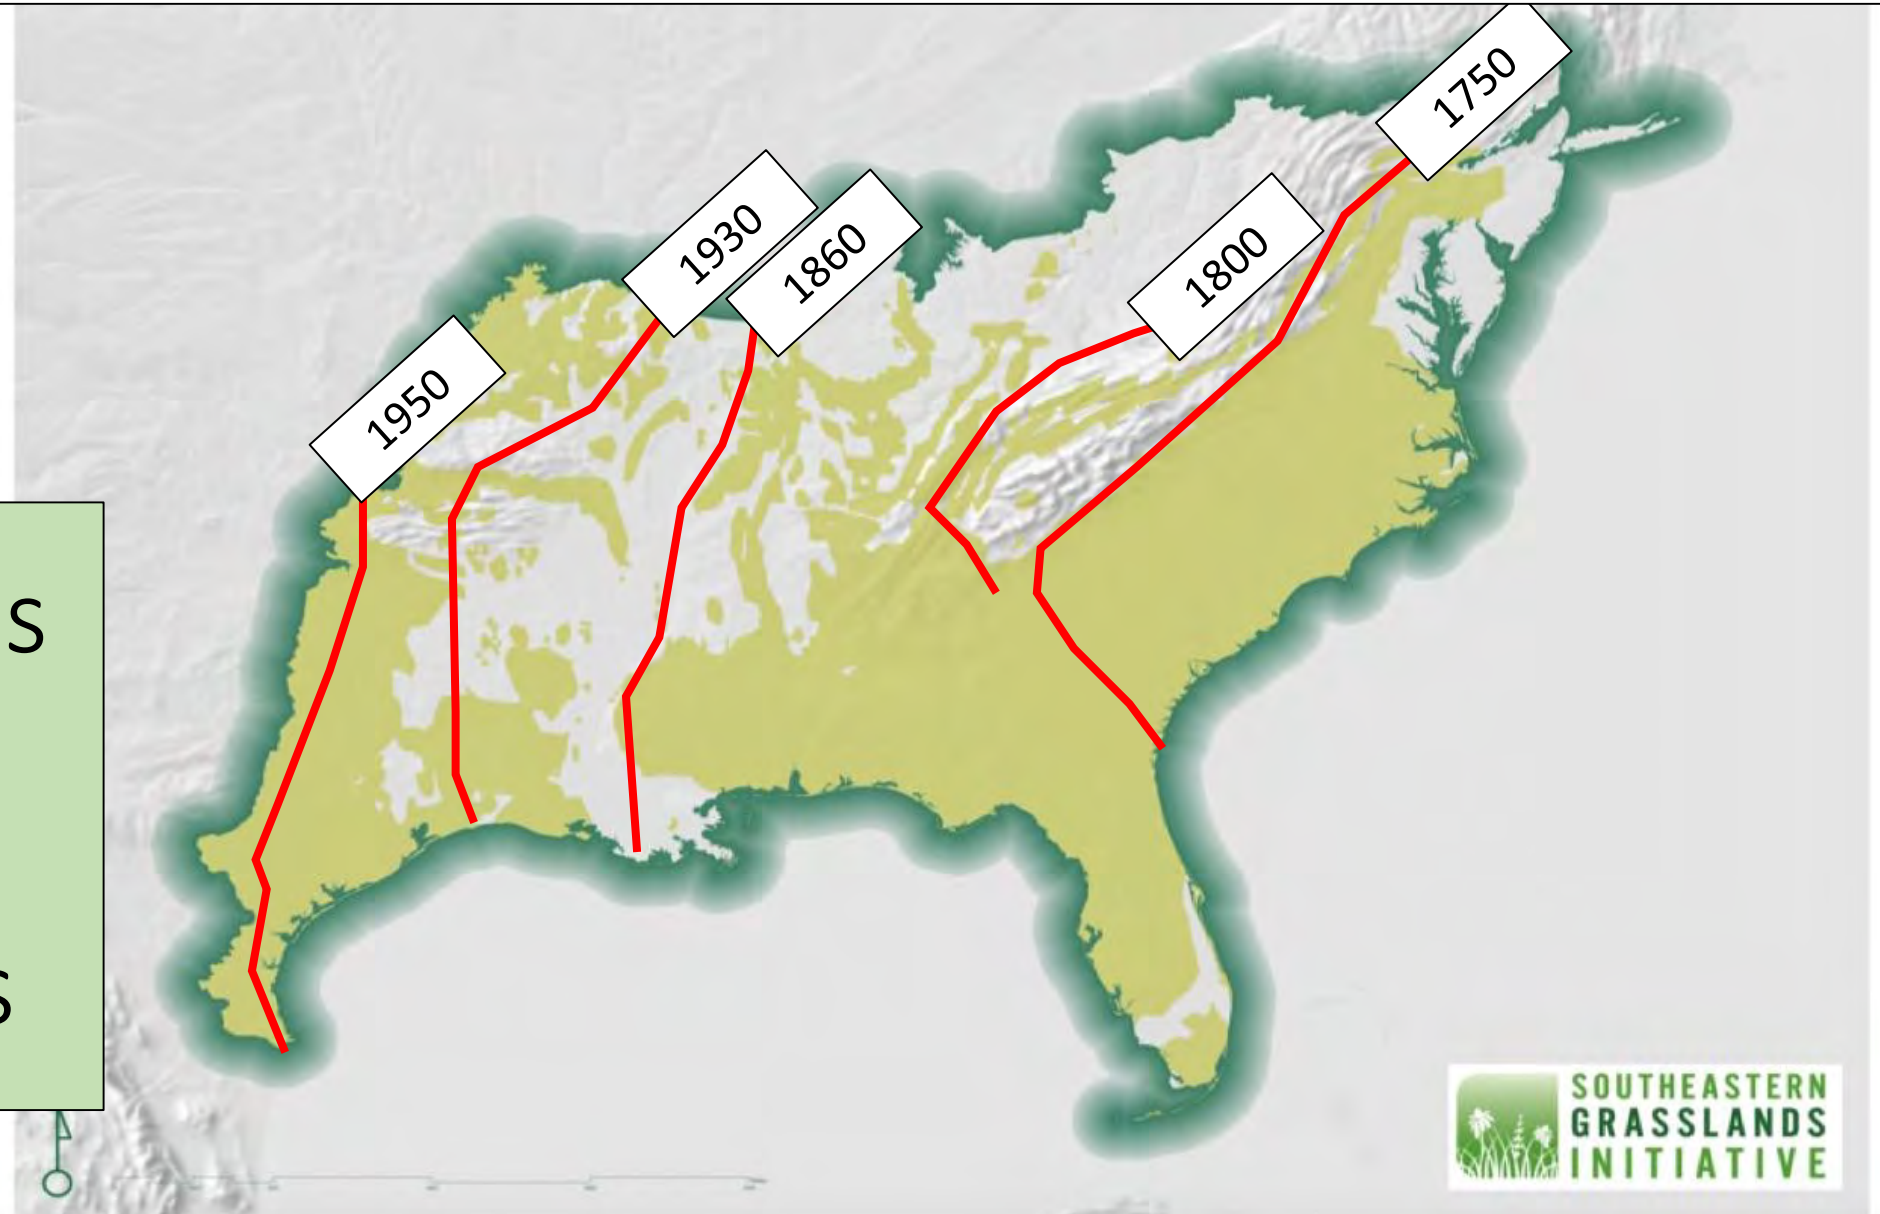 1750
1800
1930
1860
1950
S
S
SOUTHEASTERN
GRASSLANDS
INITIATIVE